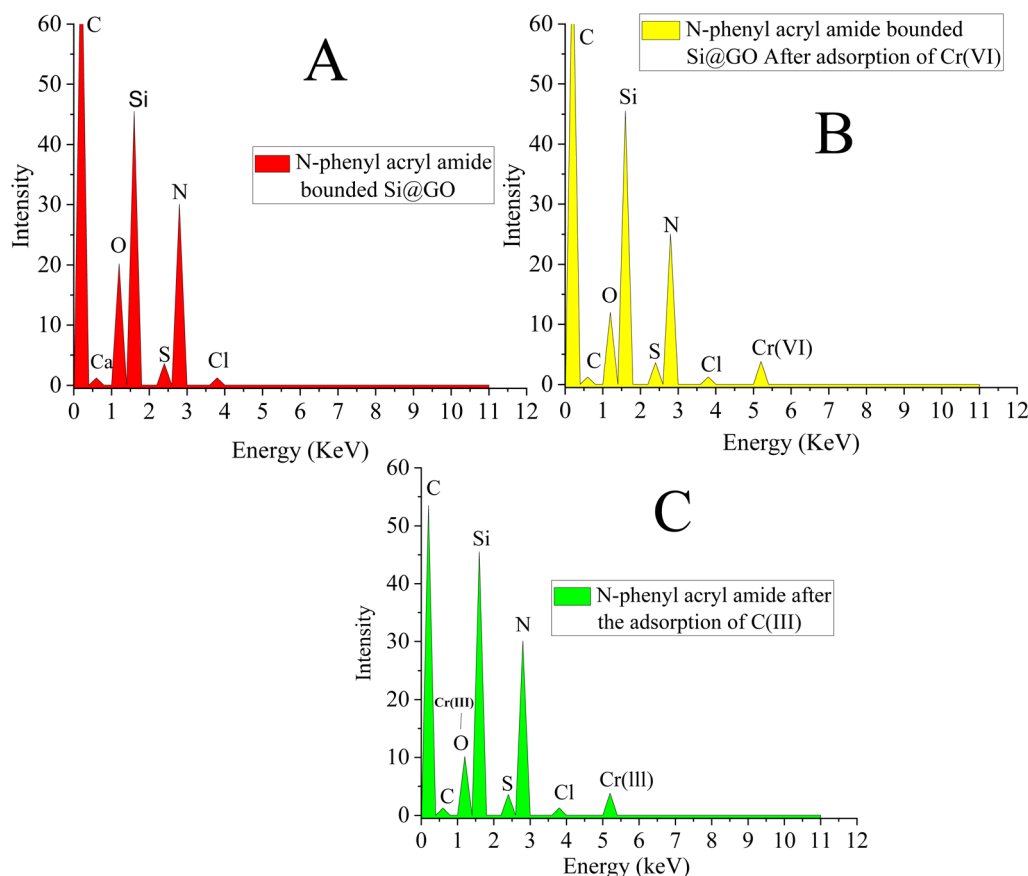 A
N-phenyl acryl amide
bounded Si@GO
Intensity
60
50
40
30
20
10
0
C
Ca
O
Si
S
N
Cl
0 1 2 3 4 5 6 7 8 9 10 11 12
Energy (KeV)
N-phenyl acryl amide bounded
Si@GO After adsorption of Cr(VI)
B
Intensity
60
50
40
30
20
10
0
C
C
O
Si
S
N
Cl
Cr(VI)
0 1 2 3 4 5 6 7 8 9 10 11 12
Energy (KeV)
C
N-phenyl acryl amide after
the adsorption of C(III)
Intensity
60
50
40
30
20
10
0
C
C
Cr(III)
O
Si
S
N
Cl
Cr(lll)
0 1 2 3 4 5 6 7 8 9 10 11 12
Energy (keV)